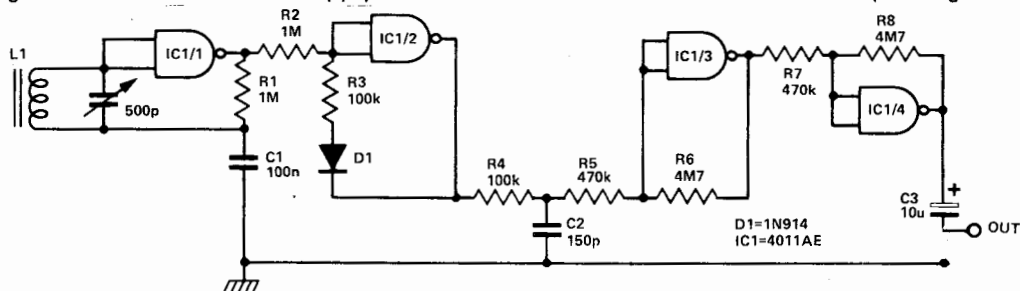 L1
500p
IC1/1
R1
1M
C1
100n
R2
1M
R3
100k
D1
IC1/2
R4
100k
C2
150p
R5
470k
IC1/3
R6
4M7
R7
470k
R8
4M7
IC1/4
D1=1N914
IC1=4011AE
C3
10u
+
OUT